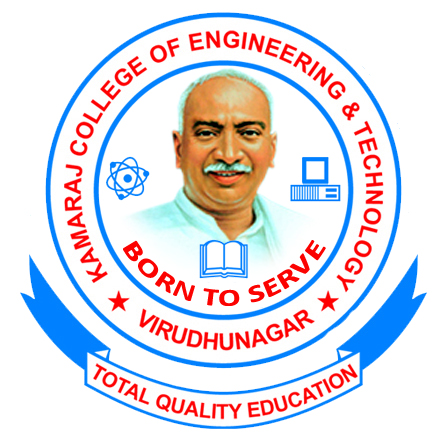 KAMARAJ COLLEGE OF ENGINEERING & TECHNOLOGY
BORN TO SERVE
★ VIRUDHUNAGAR ★
TOTAL QUALITY EDUCATION